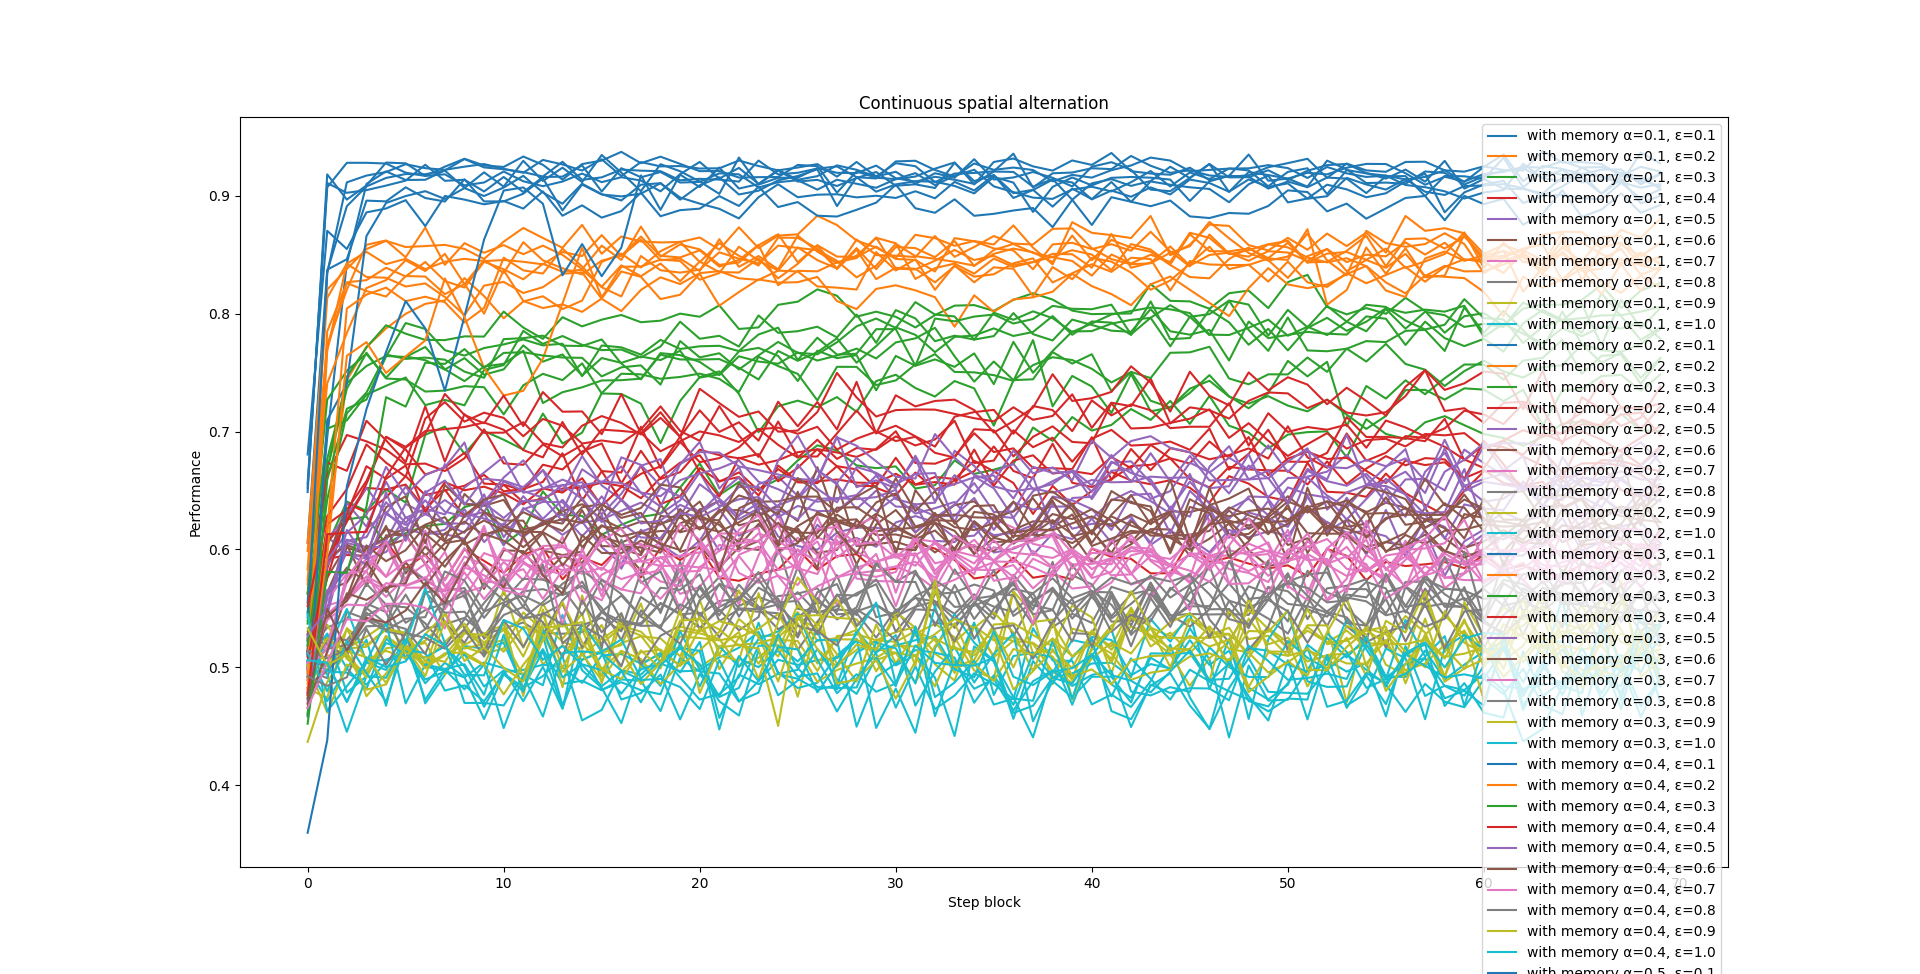 Continuous spatial alternation
Performance
0.9
0.8
0.7
0.6
0.5
0.4
0
10
20
30
40
50
60
70
Step block
with memory α=0.1, ε=0.1
with memory α=0.1, ε=0.2
with memory α=0.1, ε=0.3
with memory α=0.1, ε=0.4
with memory α=0.1, ε=0.5
with memory α=0.1, ε=0.6
with memory α=0.1, ε=0.7
with memory α=0.1, ε=0.8
with memory α=0.1, ε=0.9
with memory α=0.1, ε=1.0
with memory α=0.2, ε=0.1
with memory α=0.2, ε=0.2
with memory α=0.2, ε=0.3
with memory α=0.2, ε=0.4
with memory α=0.2, ε=0.5
with memory α=0.2, ε=0.6
with memory α=0.2, ε=0.7
with memory α=0.2, ε=0.8
with memory α=0.2, ε=0.9
with memory α=0.2, ε=1.0
with memory α=0.3, ε=0.1
with memory α=0.3, ε=0.2
with memory α=0.3, ε=0.3
with memory α=0.3, ε=0.4
with memory α=0.3, ε=0.5
with memory α=0.3, ε=0.6
with memory α=0.3, ε=0.7
with memory α=0.3, ε=0.8
with memory α=0.3, ε=0.9
with memory α=0.3, ε=1.0
with memory α=0.4, ε=0.1
with memory α=0.4, ε=0.2
with memory α=0.4, ε=0.3
with memory α=0.4, ε=0.4
with memory α=0.4, ε=0.5
with memory α=0.4, ε=0.6
with memory α=0.4, ε=0.7
with memory α=0.4, ε=0.8
with memory α=0.4, ε=0.9
with memory α=0.4, ε=1.0
with memory α=0.5, ε=0.1